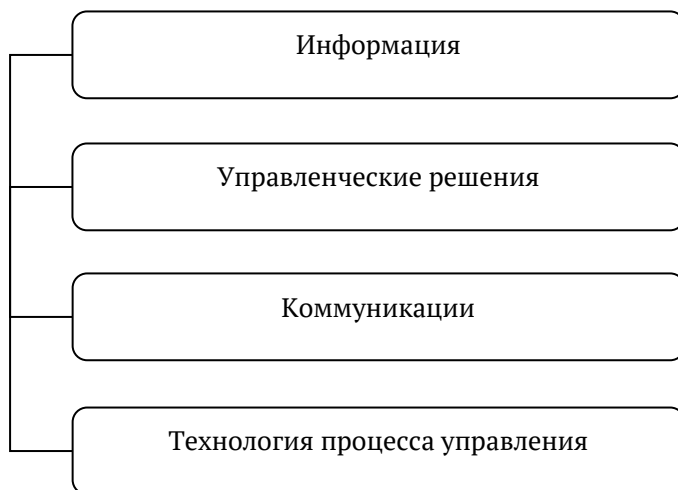 Информация
Управленческие решения
Коммуникации
Технология процесса управления